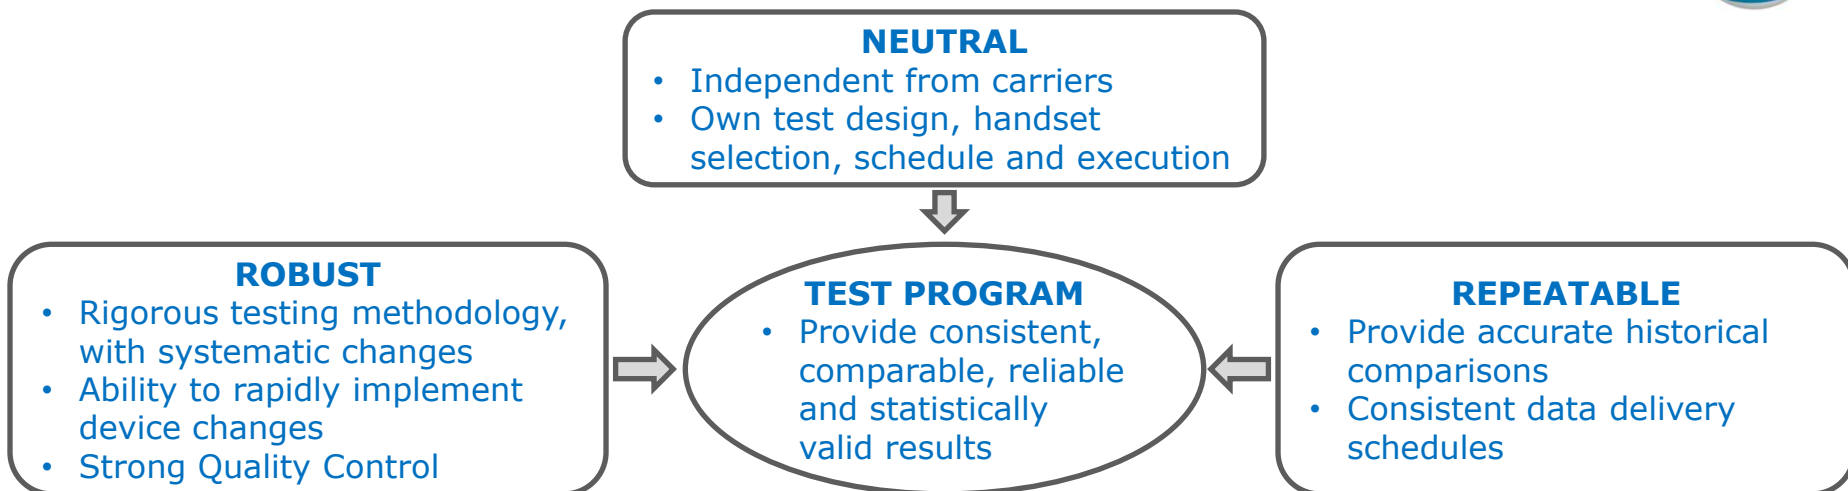 NEUTRAL
• Independent from carriers
• Own test design, handset
selection, schedule and execution
ROBUST
• Rigorous testing methodology,
with systematic changes
• Ability to rapidly implement
device changes
• Strong Quality Control
TEST PROGRAM
• Provide consistent,
comparable, reliable
and statistically
valid results
REPEATABLE
• Provide accurate historical
comparisons
• Consistent data delivery
schedules